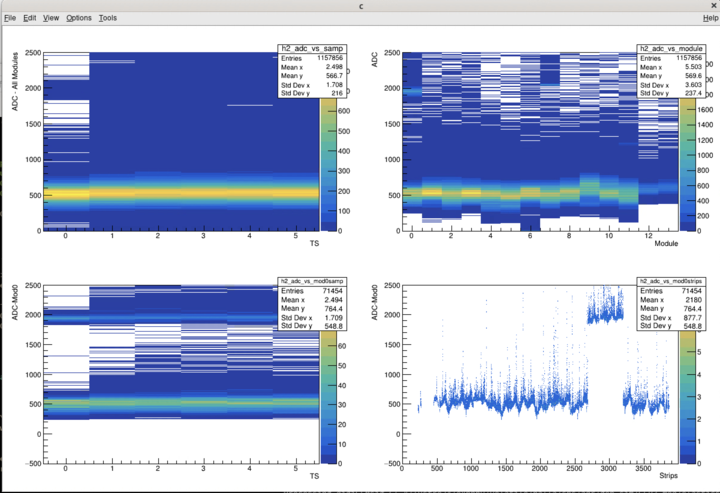 c
File Edit View Options Tools Help
h2_adc_vs_samp
Entries 1157856
Mean x 2.498
Mean y 566.7
Std Dev x 1.708
Std Dev y 216
ADC - All Modules
2500
2000
1500
1000
500
0
0 1 2 3 4 5
TS
600
500
400
300
200
100
0
h2_adc_vs_module
Entries 1157856
Mean x 5.503
Mean y 569.6
Std Dev x 3.603
Std Dev y 237.4
ADC
2500
2000
1500
1000
500
0
0 2 4 6 8 10 12
Module
1600
1400
1200
1000
800
600
400
200
0
h2_adc_vs_mod0samp
Entries 71454
Mean x 2.494
Mean y 764.4
Std Dev x 1.709
Std Dev y 548.8
ADC-Mod0
2500
2000
1500
1000
500
0
−500
0 1 2 3 4 5
TS
60
50
40
30
20
10
0
h2_adc_vs_mod0strips
Entries 71454
Mean x 2180
Mean y 764.4
Std Dev x 877.7
Std Dev y 548.8
ADC-Mod0
2500
2000
1500
1000
500
0
−500
0 500 1000 1500 2000 2500 3000 3500
Strips
5
4
3
2
1
0